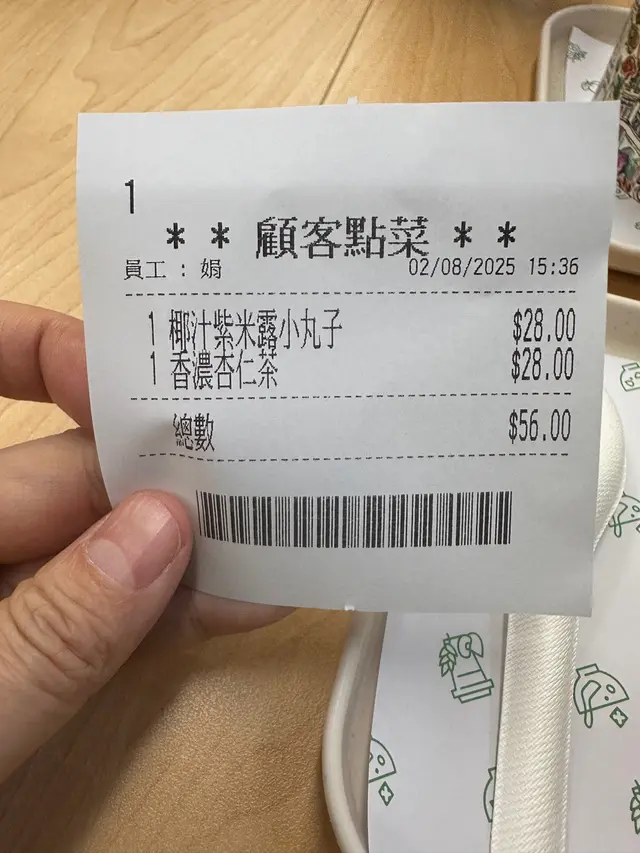 1
* * 顧客點菜 * *
員工 : 娟 02/08/2025 15:36
1 椰汁紫米露小丸子 $28.00
1 香濃杏仁茶 $28.00
總數 $56.00